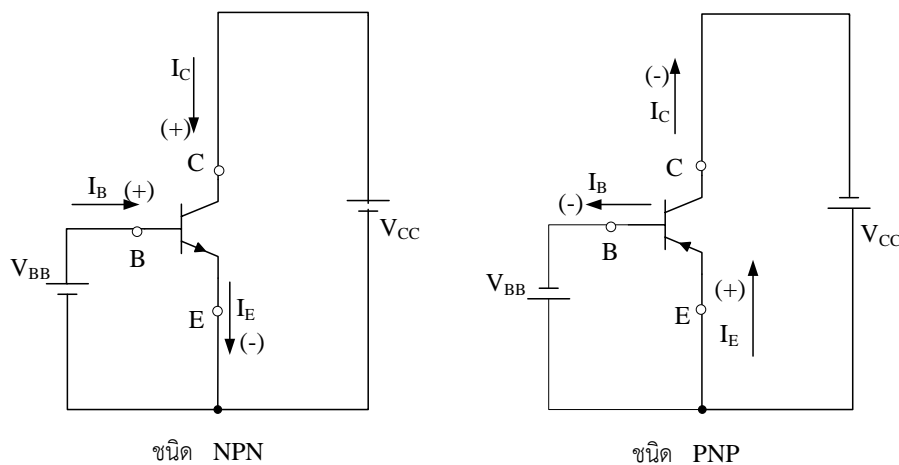 I_C
(+)
C
I_B (+)
B
V_BB
V_CC
E
I_E
(-)
ชนิด NPN
(-)
I_C
C
I_B
(-)
B
V_BB
V_CC
(+)
E
I_E
ชนิด PNP